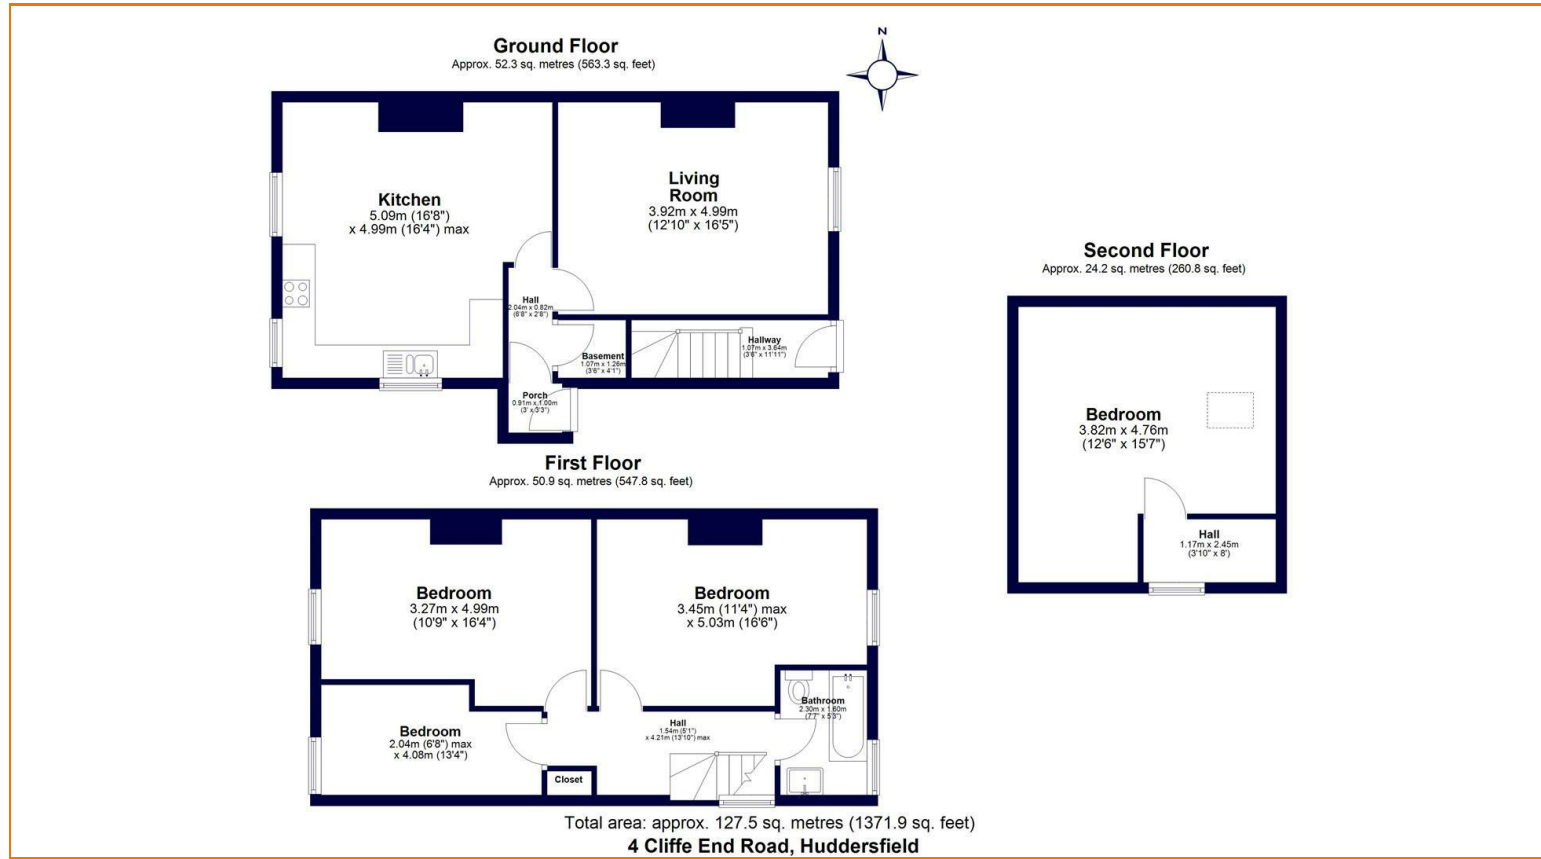 Ground Floor
Approx. 52.3 sq. metres (563.3 sq. feet)
N
Kitchen
5.09m (16'8")
x 4.99m (16'4") max
Living
Room
3.92m x 4.99m
(12'10" x 16'5")
Hall
2.04m x 0.82m
(6'8" x 2'8")
Basement
1.07m x 1.26m
(3'6" x 4'1")
Hallway
1.07m x 3.64m
(3'6" x 11'11")
Porch
0.91m x 1.00m
(3' x 3'3")
Second Floor
Approx. 24.2 sq. metres (260.8 sq. feet)
Bedroom
3.82m x 4.76m
(12'6" x 15'7")
Hall
1.17m x 2.45m
(3'10" x 8')
First Floor
Approx. 50.9 sq. metres (547.8 sq. feet)
Bedroom
3.27m x 4.99m
(10'9" x 16'4")
Bedroom
3.45m (11'4") max
x 5.03m (16'6")
Bedroom
2.04m (6'8") max
x 4.08m (13'4")
Hall
1.54m (5'1")
x 4.21m (13'10") max
Bathroom
2.30m x 1.60m
(7'7" x 5'3")
Closet
Total area: approx. 127.5 sq. metres (1371.9 sq. feet)
4 Cliffe End Road, Huddersfield